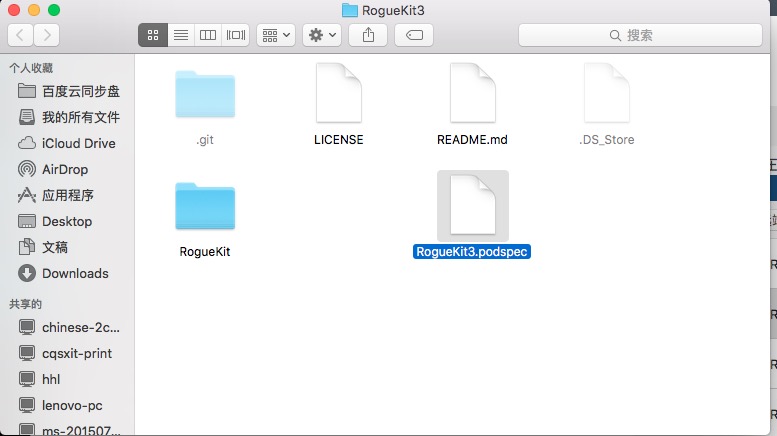 RogueKit3
搜索
个人收藏
百度云同步盘
我的所有文件
iCloud Drive
AirDrop
应用程序
Desktop
文稿
Downloads
共享的
chinese-2c...
cqsxit-print
hhl
lenovo-pc
ms-201507...
.git
LICENSE
README.md
.DS_Store
RogueKit
RogueKit3.podspec